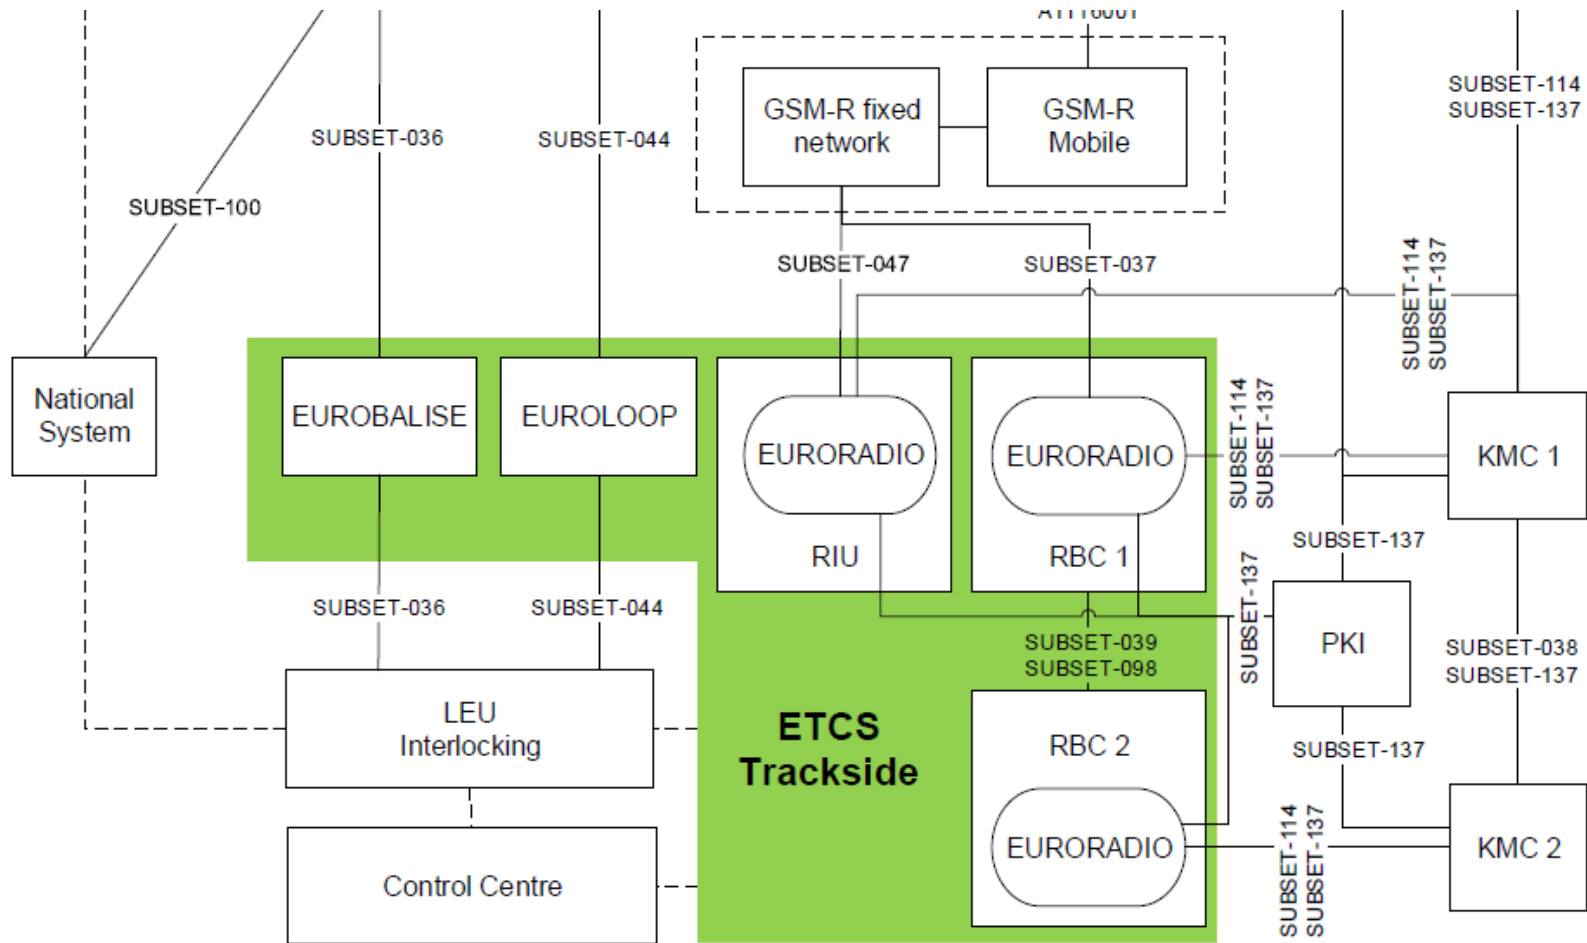 GSM-R fixed
network
GSM-R
Mobile
SUBSET-114
SUBSET-137
SUBSET-036
SUBSET-044
SUBSET-100
SUBSET-047
SUBSET-037
SUBSET-114
SUBSET-137
National
System
EUROBALISE
EUROLOOP
EURORADIO
RIU
EURORADIO
RBC 1
SUBSET-114
SUBSET-137
KMC 1
SUBSET-137
SUBSET-036
SUBSET-044
SUBSET-039
SUBSET-098
SUBSET-137
PKI
SUBSET-038
SUBSET-137
LEU
Interlocking
ETCS
Trackside
RBC 2
EURORADIO
SUBSET-137
SUBSET-114
SUBSET-137
KMC 2
Control Centre